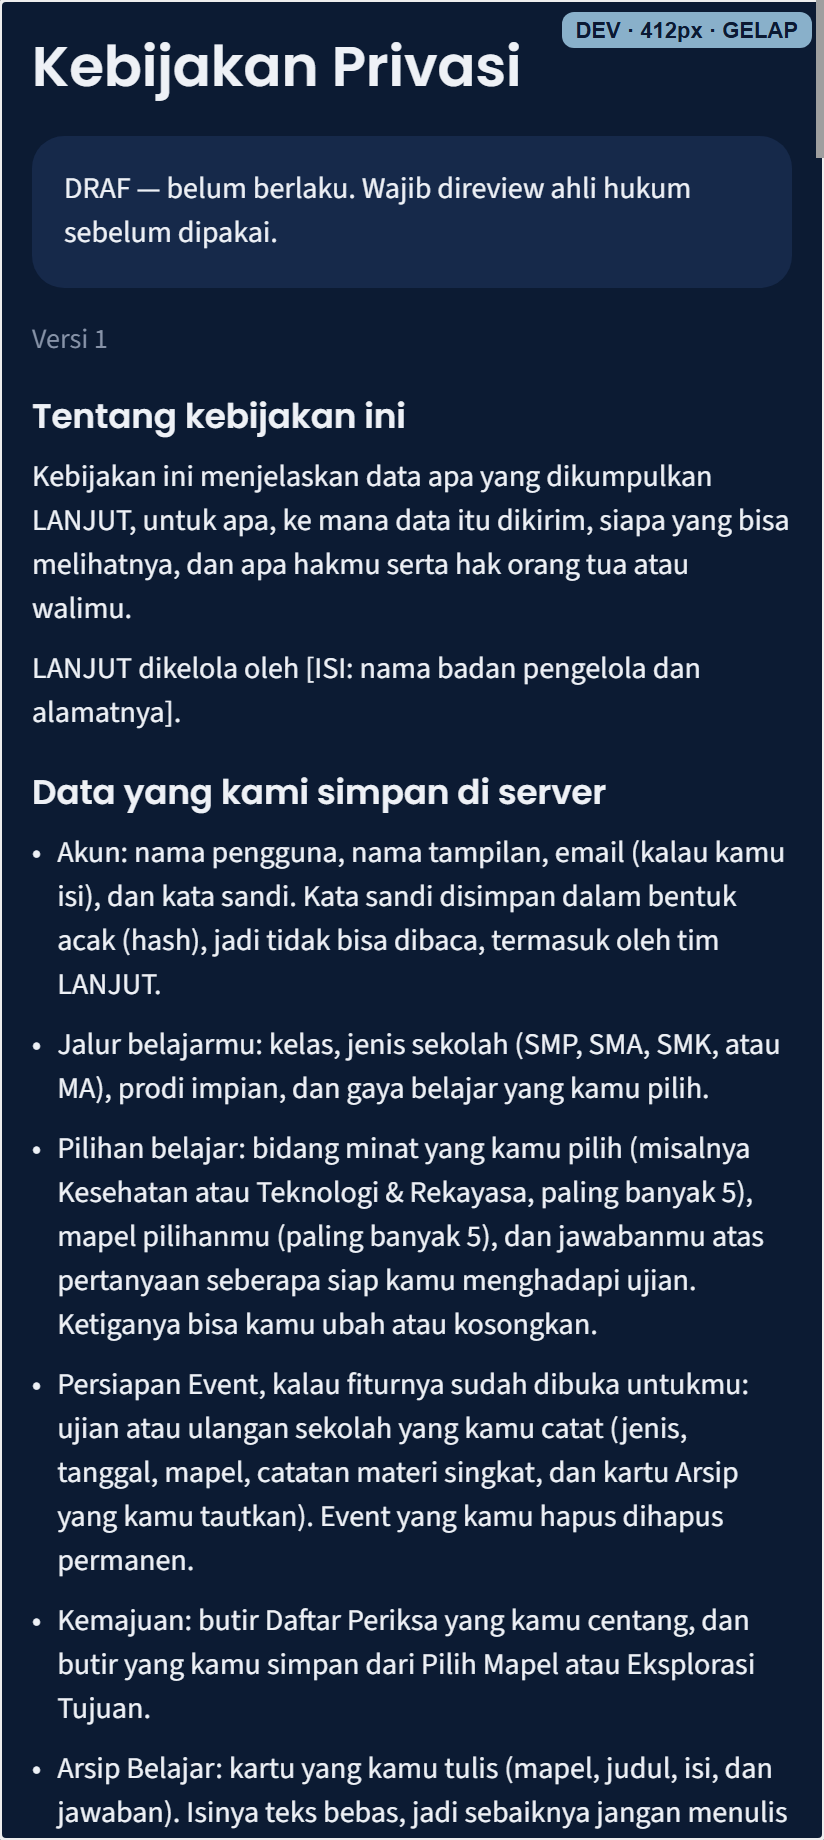 DEV · 412px · GELAP
Kebijakan Privasi
DRAF — belum berlaku. Wajib direview ahli hukum
sebelum dipakai.
Versi 1
Tentang kebijakan ini
Kebijakan ini menjelaskan data apa yang dikumpulkan
LANJUT, untuk apa, ke mana data itu dikirim, siapa yang bisa
melihatnya, dan apa hakmu serta hak orang tua atau
walimu.
LANJUT dikelola oleh [ISI: nama badan pengelola dan
alamatnya].
Data yang kami simpan di server
• Akun: nama pengguna, nama tampilan, email (kalau kamu
isi), dan kata sandi. Kata sandi disimpan dalam bentuk
acak (hash), jadi tidak bisa dibaca, termasuk oleh tim
LANJUT.
• Jalur belajarmu: kelas, jenis sekolah (SMP, SMA, SMK, atau
MA), prodi impian, dan gaya belajar yang kamu pilih.
• Pilihan belajar: bidang minat yang kamu pilih (misalnya
Kesehatan atau Teknologi & Rekayasa, paling banyak 5),
mapel pilihanmu (paling banyak 5), dan jawabanmu atas
pertanyaan seberapa siap kamu menghadapi ujian.
Ketiganya bisa kamu ubah atau kosongkan.
• Persiapan Event, kalau fiturnya sudah dibuka untukmu:
ujian atau ulangan sekolah yang kamu catat (jenis,
tanggal, mapel, catatan materi singkat, dan kartu Arsip
yang kamu tautkan). Event yang kamu hapus dihapus
permanen.
• Kemajuan: butir Daftar Periksa yang kamu centang, dan
butir yang kamu simpan dari Pilih Mapel atau Eksplorasi
Tujuan.
• Arsip Belajar: kartu yang kamu tulis (mapel, judul, isi, dan
jawaban). Isinya teks bebas, jadi sebaiknya jangan menulis